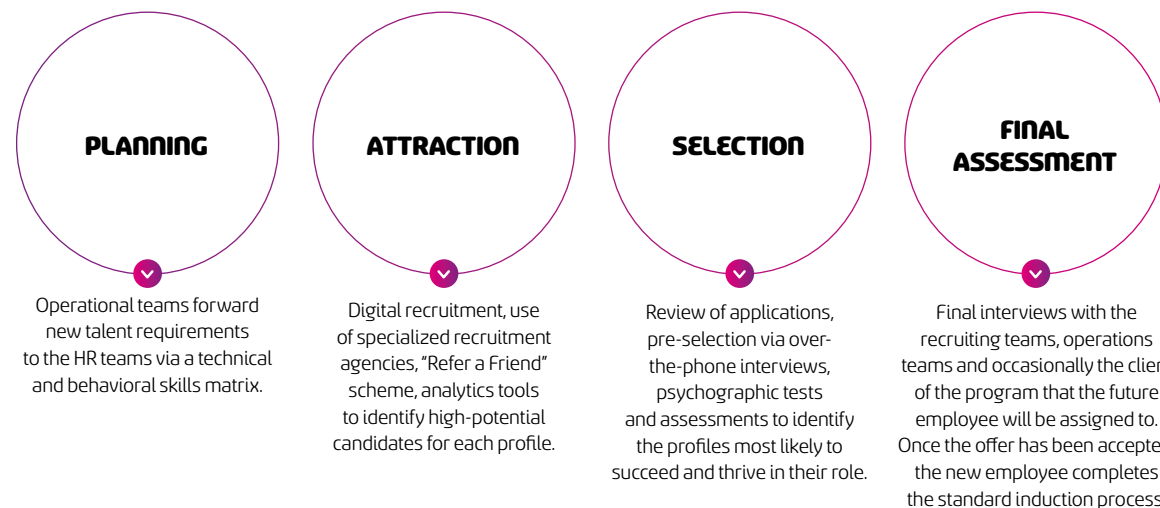 PLANNING
Operational teams forward
new talent requirements
to the HR teams via a technical
and behavioral skills matrix.
ATTRACTION
Digital recruitment, use
of specialized recruitment
agencies, “Refer a Friend”
scheme, analytics tools
to identify high-potential
candidates for each profile.
SELECTION
Review of applications,
pre-selection via over-
the-phone interviews,
psychographic tests
and assessments to identify
the profiles most likely to
succeed and thrive in their role.
FINAL
ASSESSMENT
Final interviews with the
recruiting teams, operations
teams and occasionally the
of the program that the future
employee will be assigned to.
Once the offer has been
the new employee completes
the standard induction process